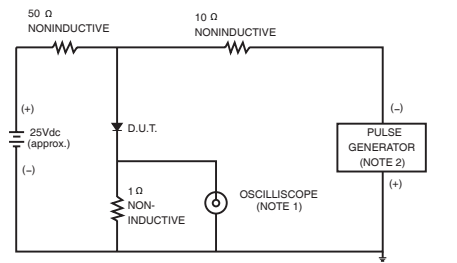 50 Ω
NONINDUCTIVE
10 Ω
NONINDUCTIVE
(+)
25Vdc
(approx.)
(−)
D.U.T.
1 Ω
NON-
INDUCTIVE
OSCILLISCOPE
(NOTE 1)
(−)
PULSE
GENERATOR
(NOTE 2)
(+)